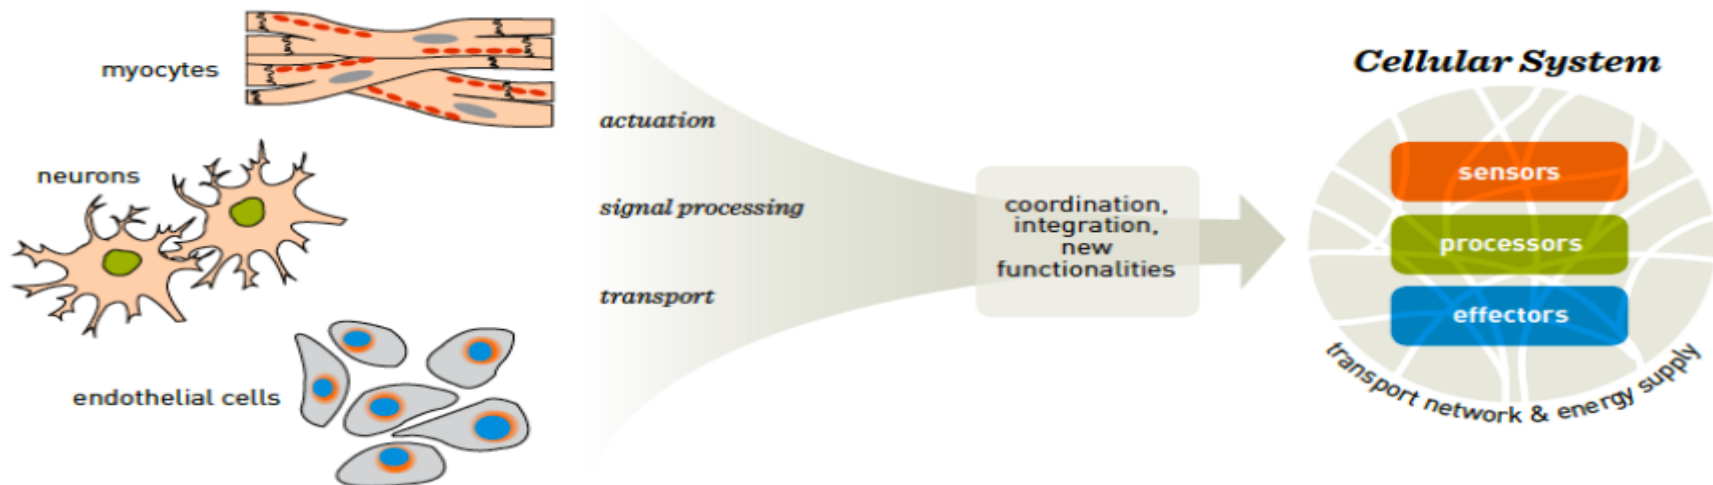 myocytes
neurons
endothelial cells
actuation
signal processing
transport
coordination,
integration,
new
functionalities
Cellular System
sensors
processors
effectors
transport network & energy supply